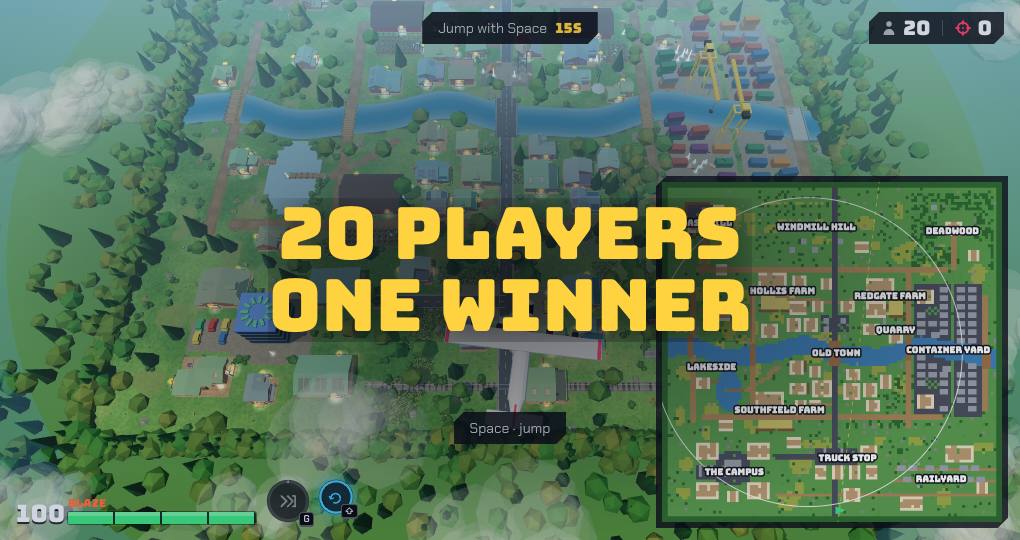 Jump with Space 15S
20
0
20 PLAYERS
ONE WINNER
WINDMILL HILL
DEADWOOD
HOLLIS FARM
REDGATE FARM
QUARRY
OLD TOWN
CONTAINER YARD
LAKESIDE
SOUTHFIELD FARM
TRUCK STOP
THE CAMPUS
RAILYARD
Space · jump
100
BLAZE
G